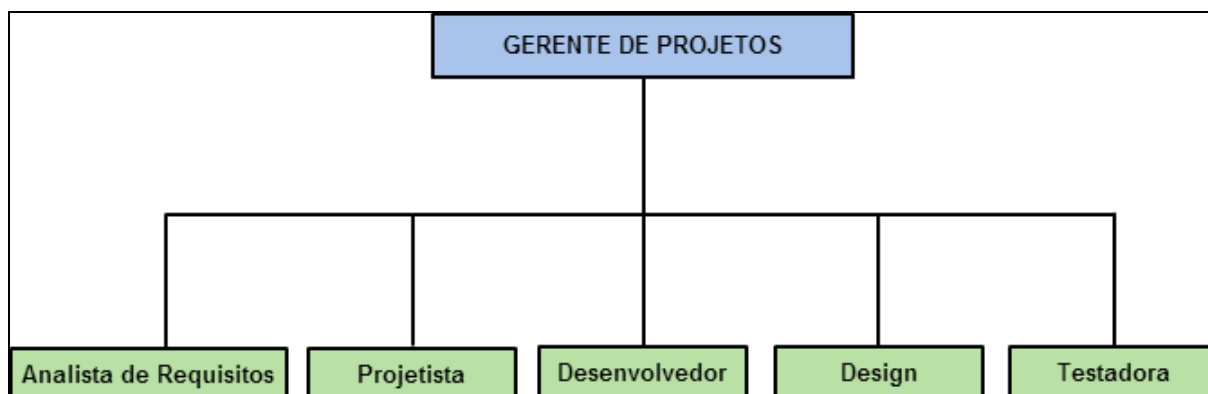 GERENTE DE PROJETOS
Analista de Requisitos
Projetista
Desenvolvedor
Design
Testadora